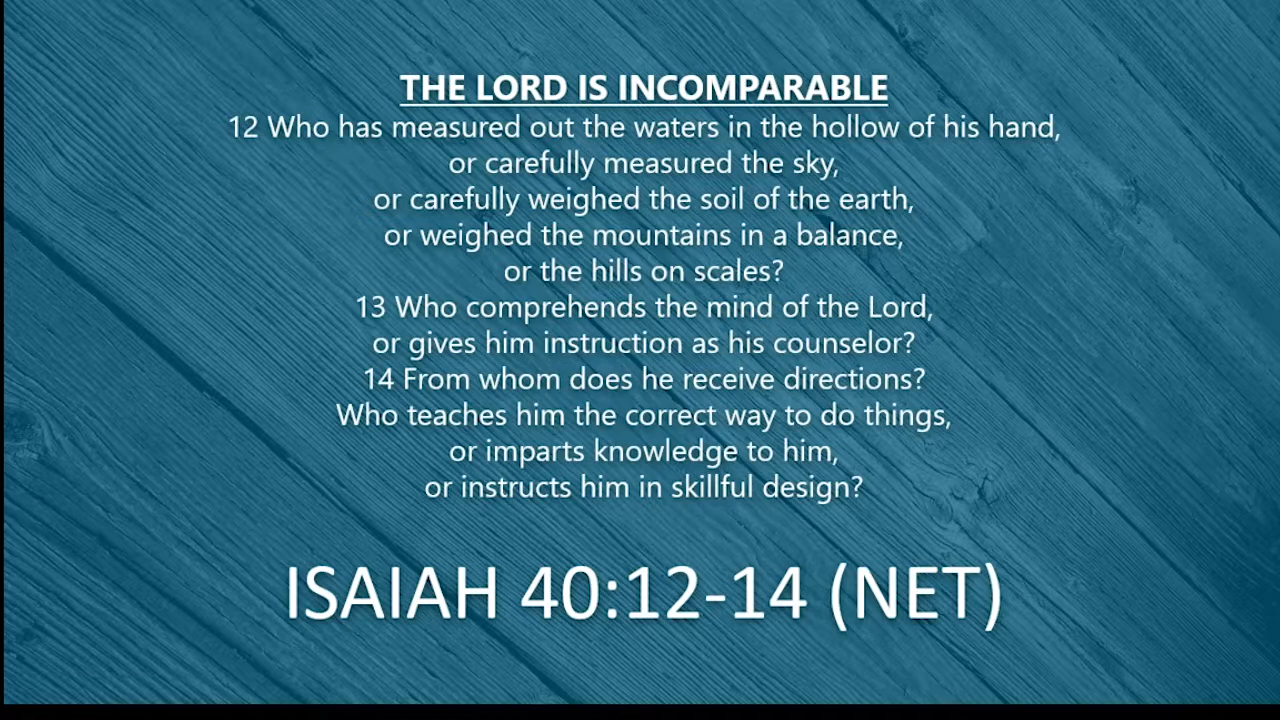 THE LORD IS INCOMPARABLE
12 Who has measured out the waters in the hollow of his hand,
or carefully measured the sky,
or carefully weighed the soil of the earth,
or weighed the mountains in a balance,
or the hills on scales?
13 Who comprehends the mind of the Lord,
or gives him instruction as his counselor?
14 From whom does he receive directions?
Who teaches him the correct way to do things,
or imparts knowledge to him,
or instructs him in skillful design?
ISAIAH 40:12-14 (NET)